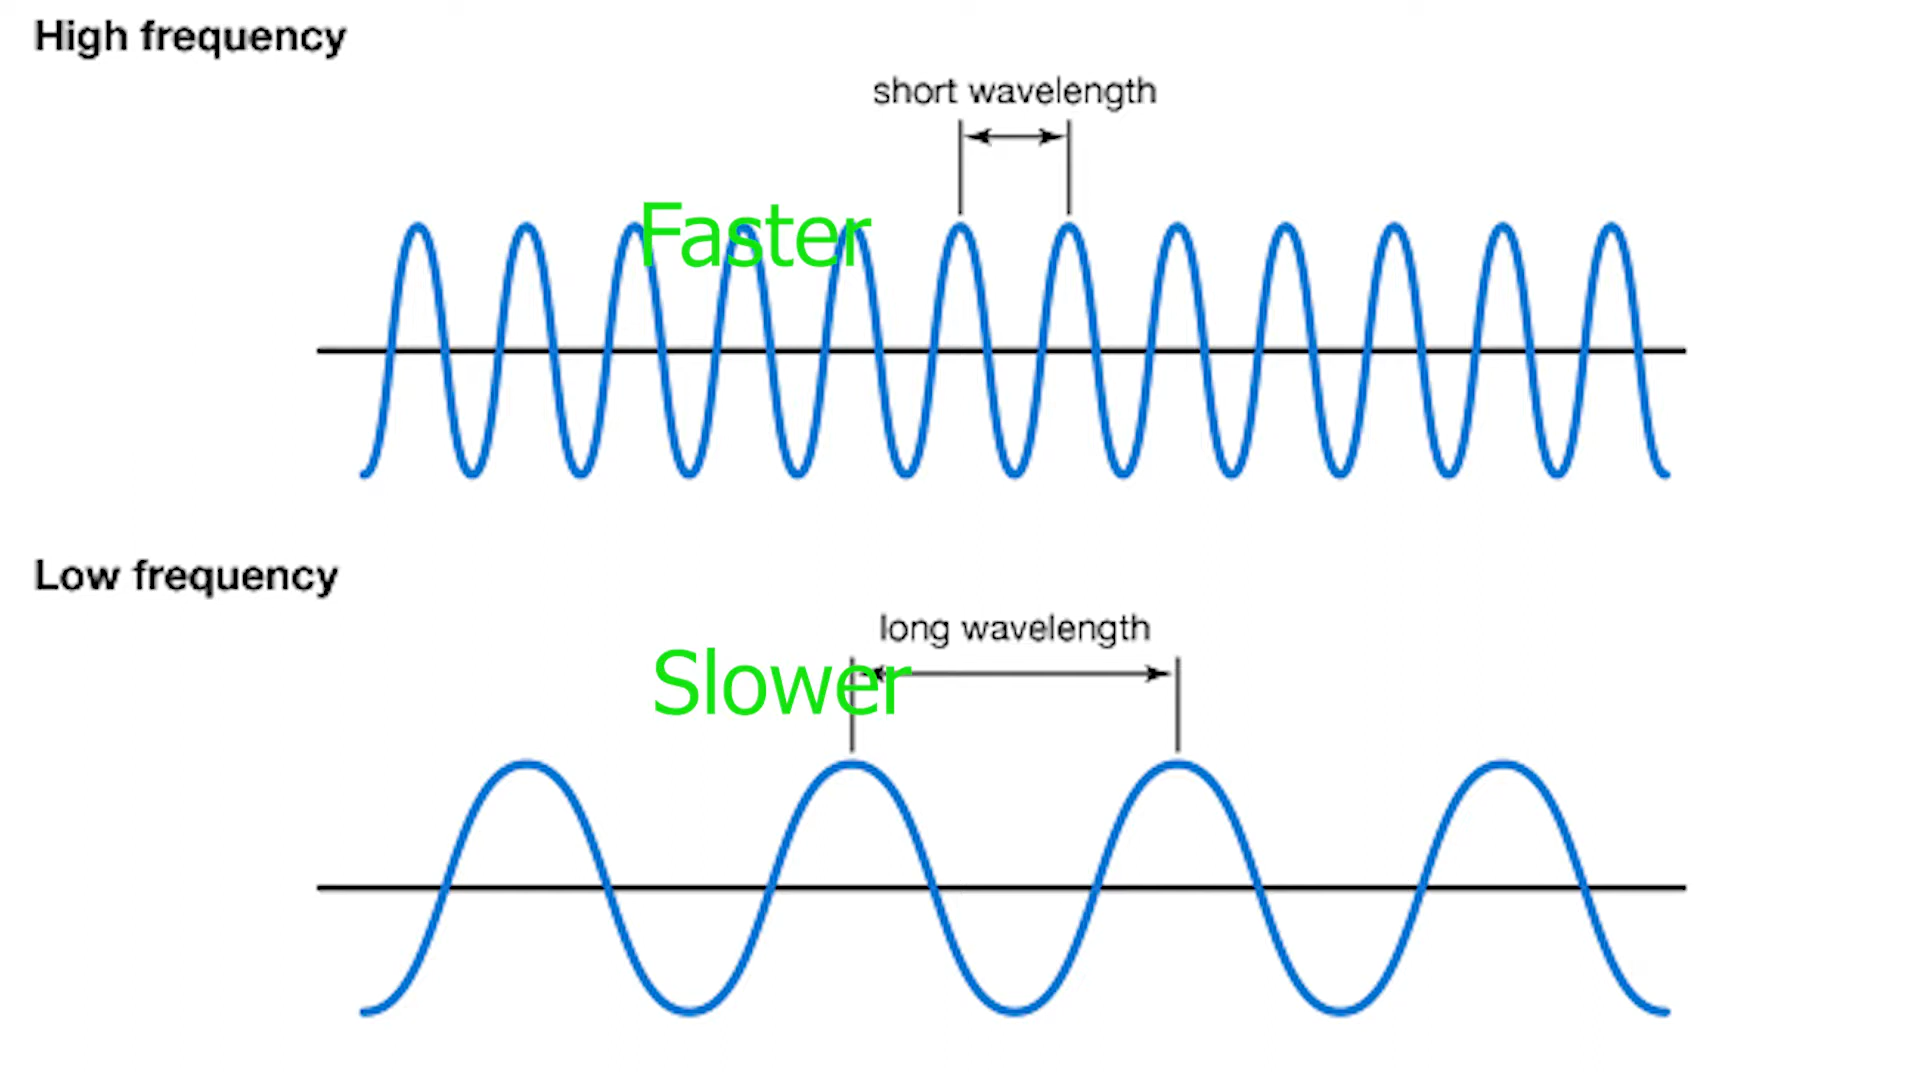 High frequency
short wavelength
Faster
Low frequency
long wavelength
Slower